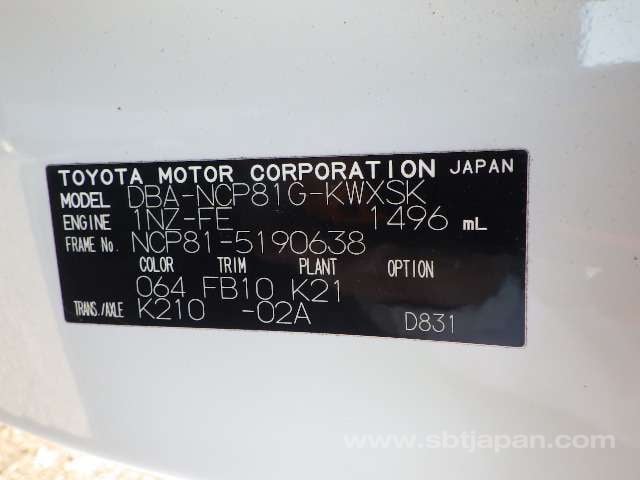 TOYOTA MOTOR CORPORATION JAPAN
MODEL DBA-NCP81G-KWXSK
ENGINE 1NZ-FE 1496 mL
FRAME No. NCP81-5190638
COLOR TRIM PLANT OPTION
064 FB10 K21
TRANS./AXLE K210 -02A D831
www.sbtjapan.com